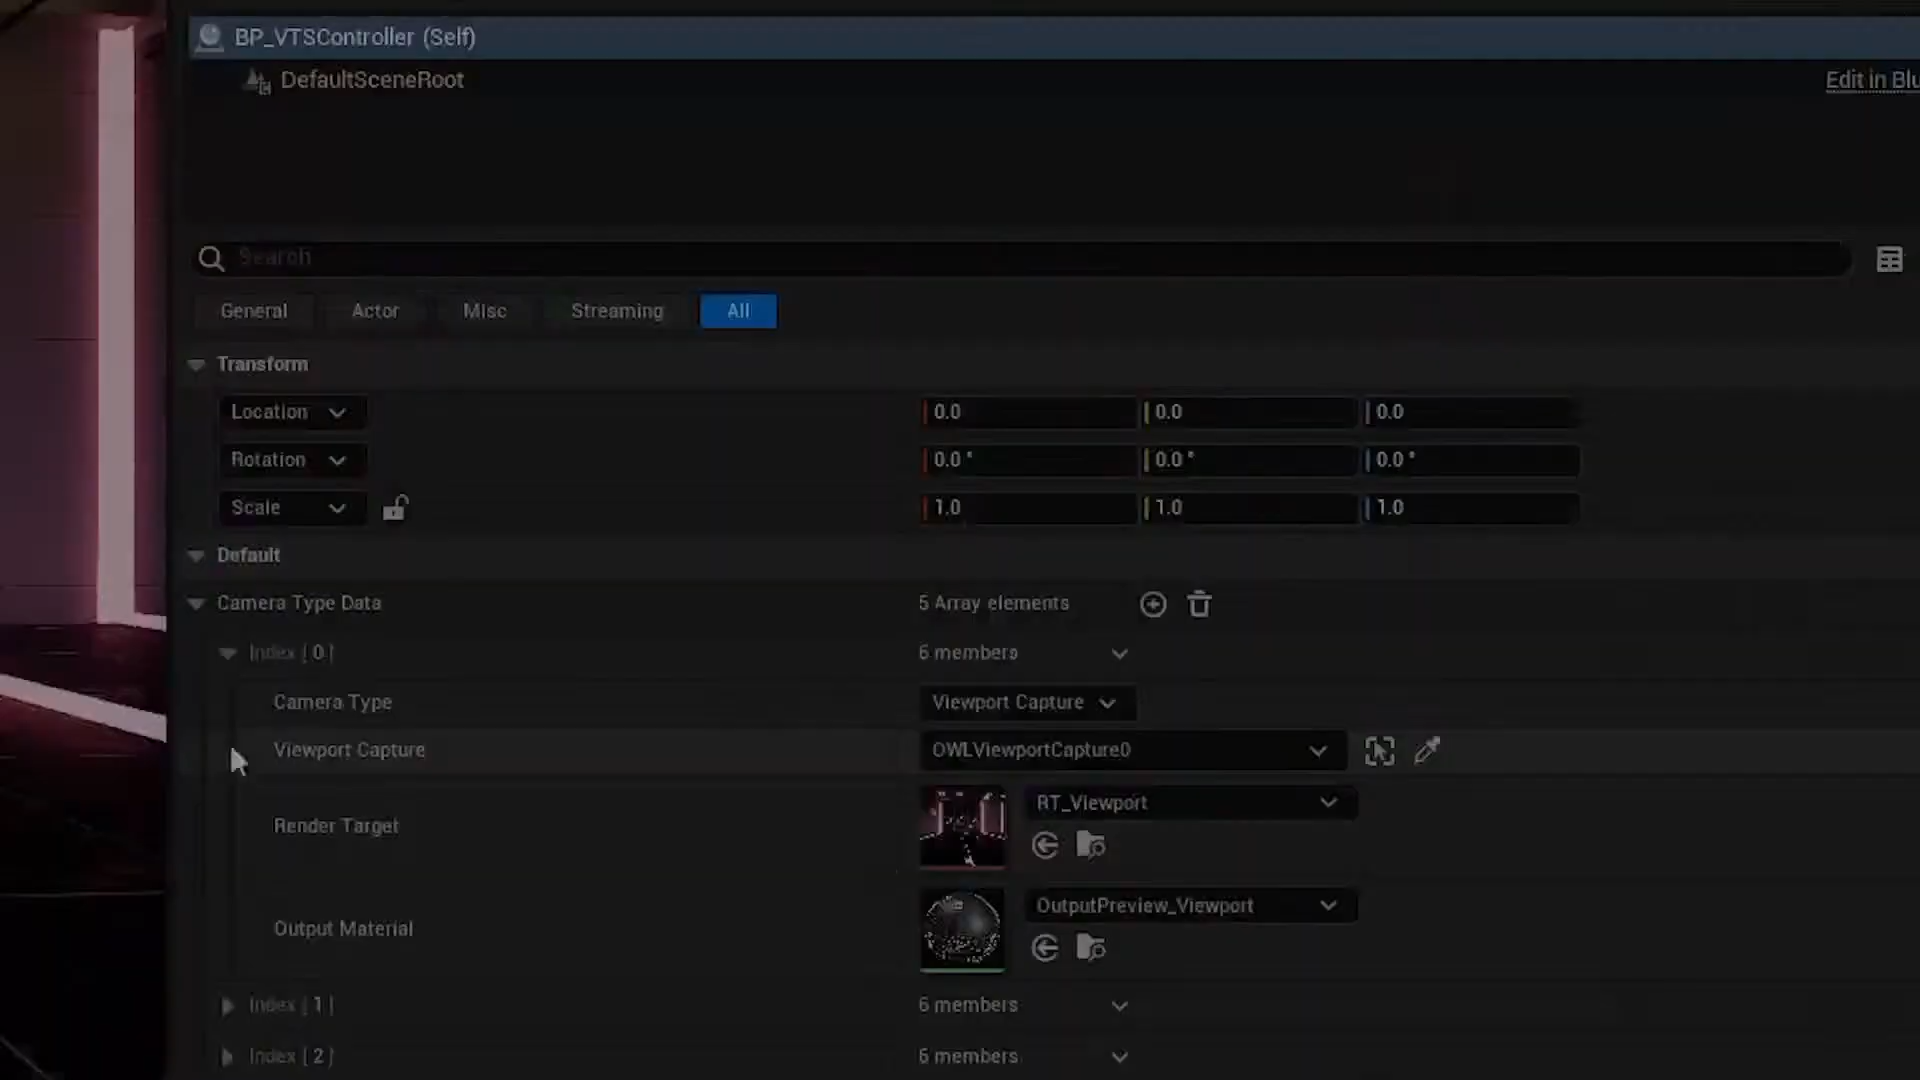 BP_VTSController (Self)
DefaultSceneRoot
Edit in Blu
Search
General Actor Misc Streaming All
Transform
Location 0.0 0.0 0.0
Rotation 0.0 ° 0.0 ° 0.0 °
Scale 1.0 1.0 1.0
Default
Camera Type Data 5 Array elements
Index [ 0 ] 6 members
Camera Type Viewport Capture
Viewport Capture OWLViewportCapture0
Render Target RT_Viewport
Output Material OutputPreview_Viewport
Index [ 1 ] 6 members
Index [ 2 ] 6 members